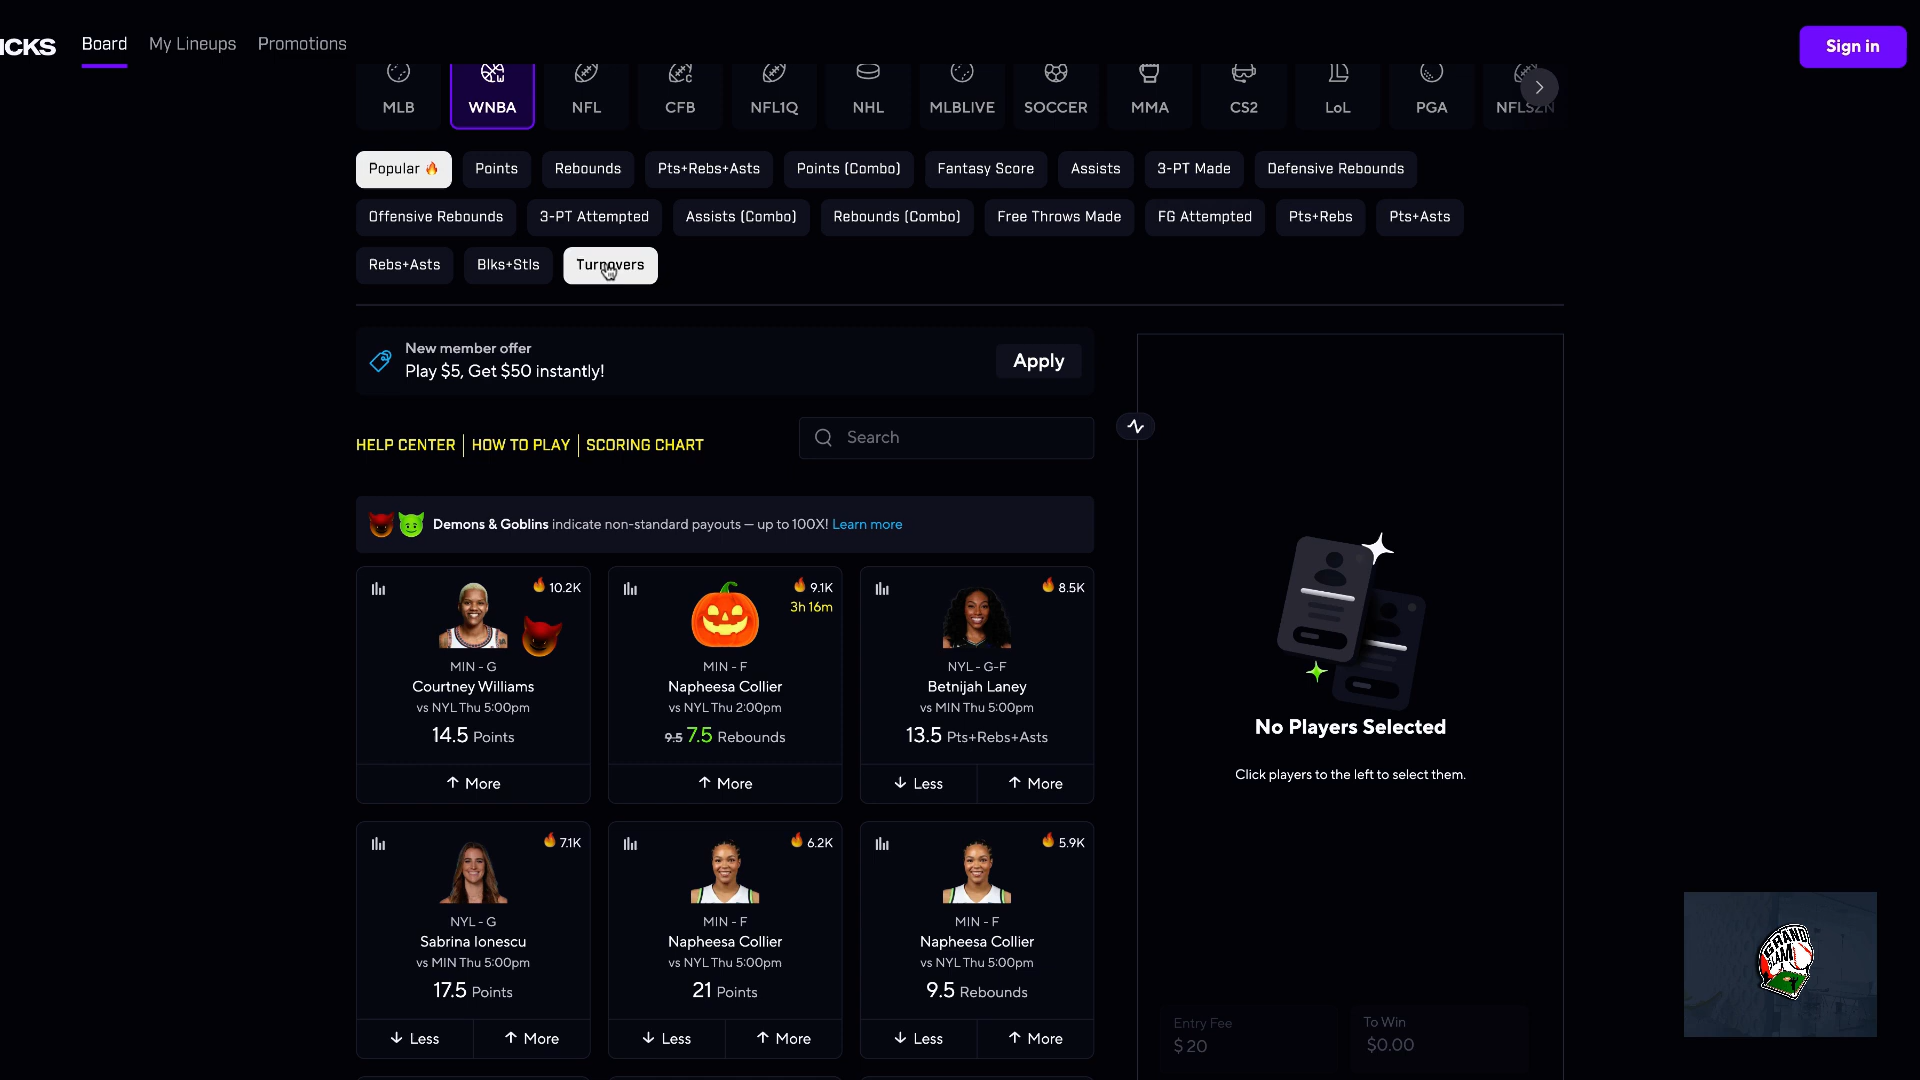 ICKS
Board
My Lineups
Promotions
Sign in
MLB
WNBA
NFL
CFB
NFL1Q
NHL
MLBLIVE
SOCCER
MMA
CS2
LoL
PGA
NFLSZN
Popular
Points
Rebounds
Pts+Rebs+Asts
Points (Combo)
Fantasy Score
Assists
3-PT Made
Defensive Rebounds
Offensive Rebounds
3-PT Attempted
Assists (Combo)
Rebounds (Combo)
Free Throws Made
FG Attempted
Pts+Rebs
Pts+Asts
Rebs+Asts
Blks+Stls
Turnovers
New member offer
Play $5, Get $50 instantly!
Apply
HELP CENTER
HOW TO PLAY
SCORING CHART
Search
Demons & Goblins indicate non-standard payouts — up to 100X! Learn more
10.2K
MIN - G
Courtney Williams
vs NYL Thu 5:00pm
14.5 Points
More
9.1K
3h 16m
MIN - F
Napheesa Collier
vs NYL Thu 2:00pm
9.5 7.5 Rebounds
More
8.5K
NYL - G-F
Betnijah Laney
vs MIN Thu 5:00pm
13.5 Pts+Rebs+Asts
Less
More
7.1K
NYL - G
Sabrina Ionescu
vs MIN Thu 5:00pm
17.5 Points
Less
More
6.2K
MIN - F
Napheesa Collier
vs NYL Thu 5:00pm
21 Points
Less
More
5.9K
MIN - F
Napheesa Collier
vs NYL Thu 5:00pm
9.5 Rebounds
Less
More
No Players Selected
Click players to the left to select them.
Entry Fee
$ 20
To Win
$0.00
GRAND
SLAM